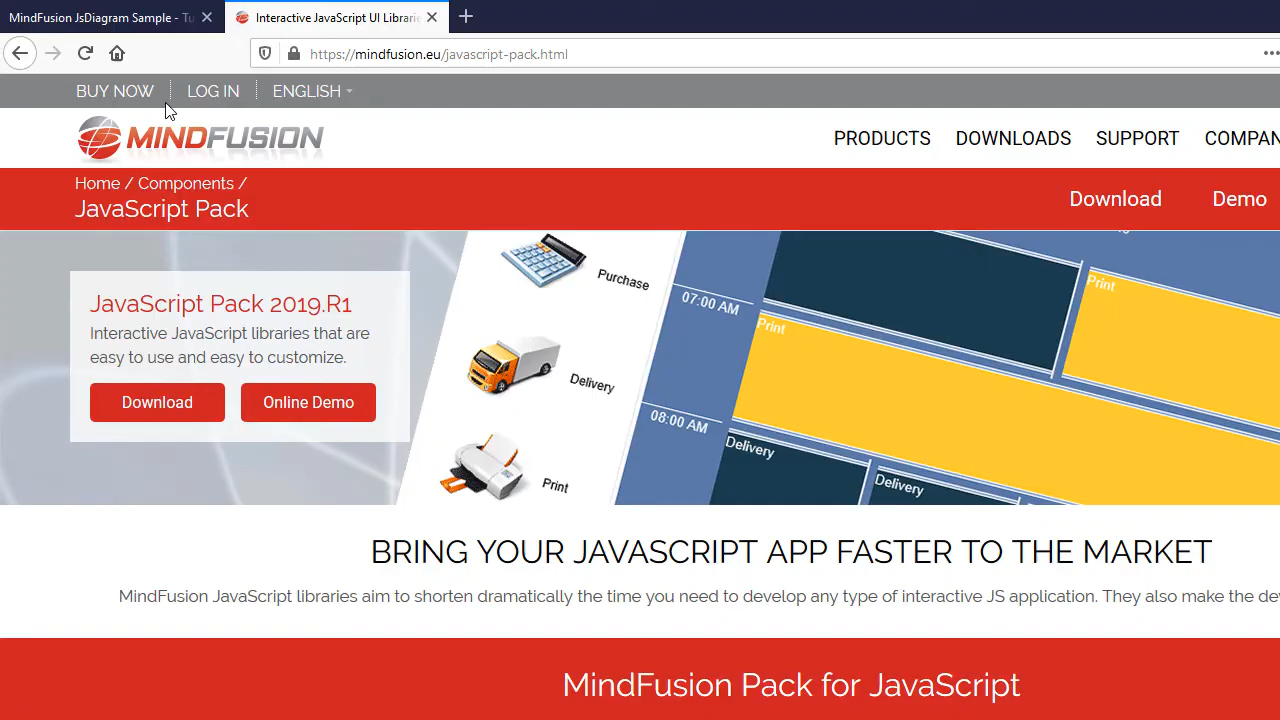 MindFusion JsDiagram Sample - Tu
Interactive JavaScript UI Librarie
https://mindfusion.eu/javascript-pack.html
BUY NOW LOG IN ENGLISH
MINDFUSION
PRODUCTS DOWNLOADS SUPPORT COMPAN
Home / Components /
JavaScript Pack
Download Demo
JavaScript Pack 2019.R1
Interactive JavaScript libraries that are
easy to use and easy to customize.
Download Online Demo
Purchase
Delivery
Print
07:00 AM
08:00 AM
Print
Print
Delivery
Delivery
BRING YOUR JAVASCRIPT APP FASTER TO THE MARKET
MindFusion JavaScript libraries aim to shorten dramatically the time you need to develop any type of interactive JS application. They also make the de
MindFusion Pack for JavaScript